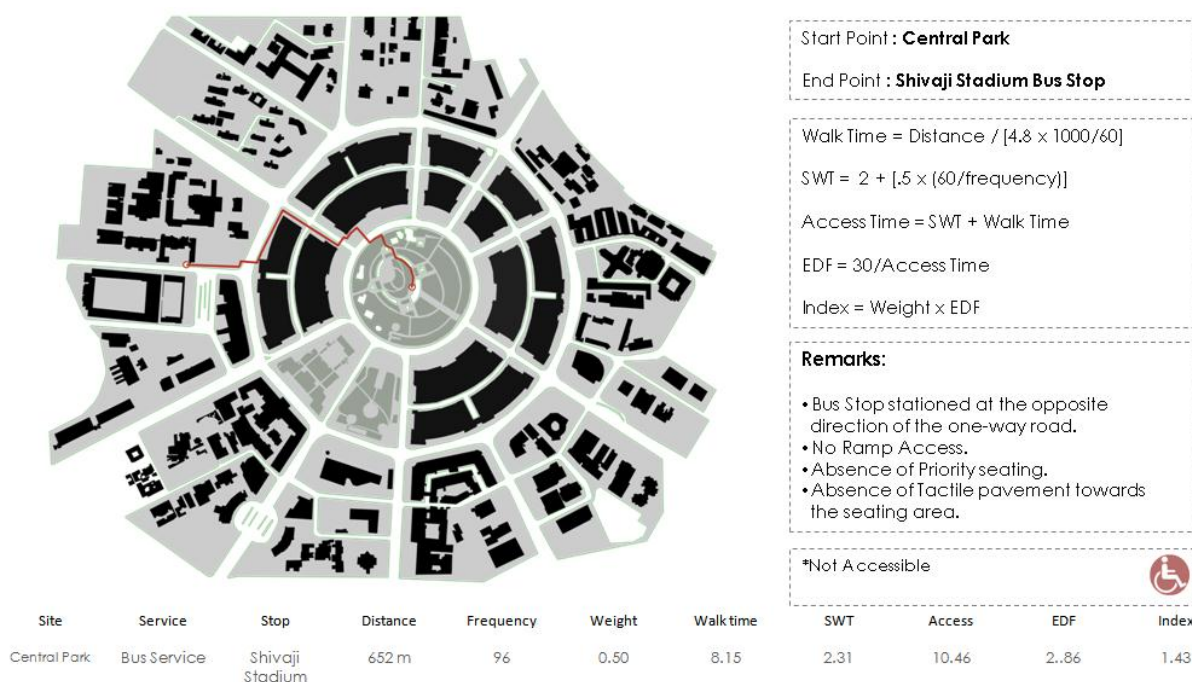 Start Point : Central Park
End Point : Shivaji Stadium Bus Stop
Walk Time = Distance / [4.8 x 1000/60]
SWT = 2 + [.5 x (60/frequency)]
Access Time = SWT + Walk Time
EDF = 30/Access Time
Index = Weight x EDF
Remarks:
• Bus Stop stationed at the opposite
direction of the one-way road.
• No Ramp Access.
• Absence of Priority seating.
• Absence of Tactile pavement towards
the seating area.
*Not Accessible
Site Service Stop Distance Frequency Weight Walk time SWT Access EDF Index
Central Park Bus Service Shivaji 652 m 96 0.50 8.15 2.31 10.46 2..86 1.43
Stadium